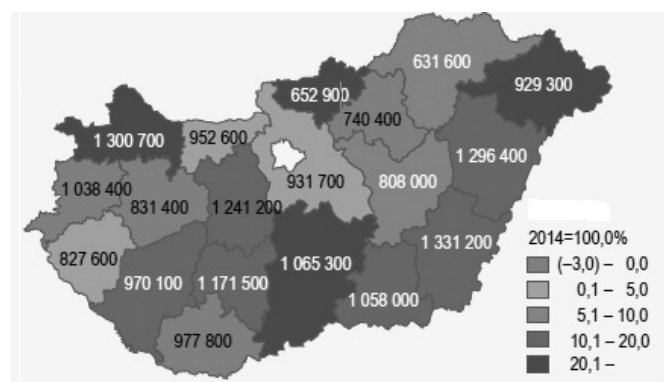 631 600
929 300
652 900
740 400
1 300 700
952 600
1 296 400
931 700
808 000
1 038 400
831 400
1 241 200
1 331 200
827 600
970 100
1 171 500
1 065 300
1 058 000
977 800
2014=100,0%
(–3,0) – 0,0
0,1 – 5,0
5,1 – 10,0
10,1 – 20,0
20,1 –